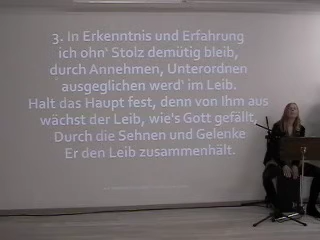 3. In Erkenntnis und Erfahrung
ich ohn' Stolz demütig bleib,
durch Annehmen, Unterordnen
ausgeglichen werd' im Leib.
Halt das Haupt fest, denn von Ihm aus
wächst der Leib, wie's Gott gefällt,
Durch die Sehnen und Gelenke
Er den Leib zusammenhält.